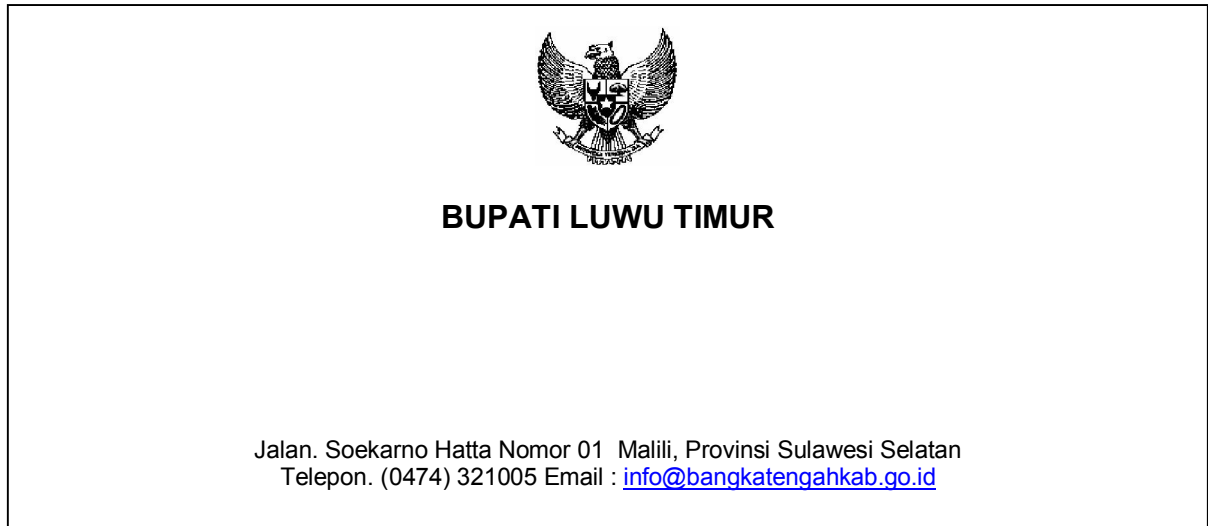 BUPATI LUWU TIMUR
Jalan. Soekarno Hatta Nomor 01 Malili, Provinsi Sulawesi Selatan
Telepon. (0474) 321005 Email : info@bangkatengahkab.go.id